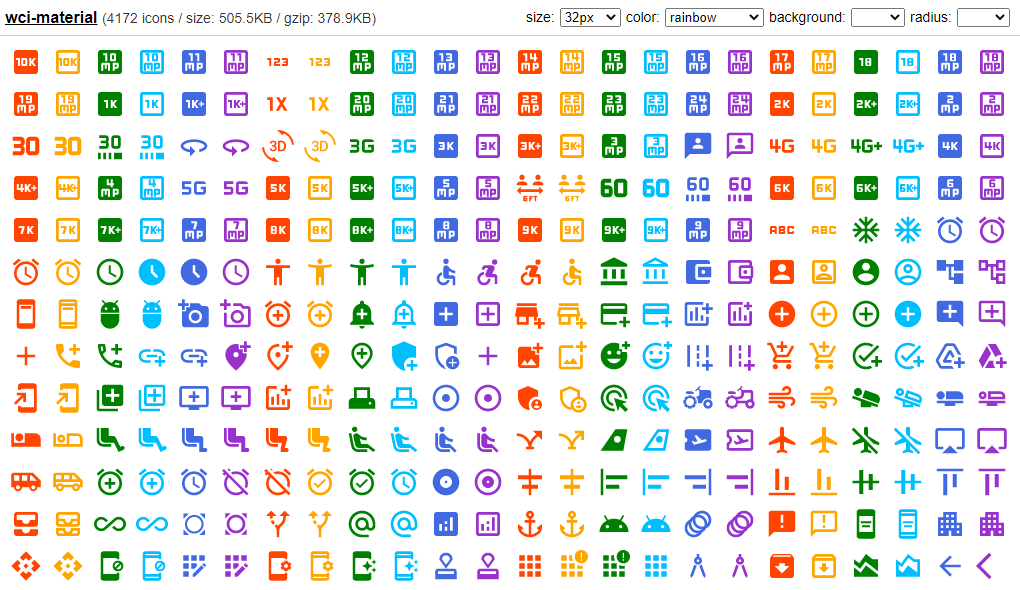 wci-material (4172 icons / size: 505.5KB / gzip: 378.9KB) size: 32px color: rainbow background: radius:
10K 10K 10 MP 10 MP 11 MP 11 MP 123 123 12 MP 12 MP 13 MP 13 MP 14 MP 14 MP 15 MP 15 MP 16 MP 16 MP 17 MP 17 MP 18 18 18 MP 18 MP
19 MP 19 MP 1K 1K 1K+ 1K+ 1X 1X 20 MP 20 MP 21 MP 21 MP 22 MP 22 MP 23 MP 23 MP 24 MP 24 MP 2K 2K 2K+ 2K+ 2 MP 2 MP
30 30 30 30 3D 3D 3G 3G 3K 3K 3K+ 3K+ 3 MP 3 MP 4G 4G 4G+ 4G+ 4K 4K
4K+ 4K+ 4 MP 4 MP 5G 5G 5K 5K 5K+ 5K+ 5 MP 5 MP 6FT 6FT 60 60 60 60 6K 6K 6K+ 6K+ 6 MP 6 MP
7K 7K 7K+ 7K+ 7 MP 7 MP 8K 8K 8K+ 8K+ 8 MP 8 MP 9K 9K 9K+ 9K+ 9 MP 9 MP ABC ABC